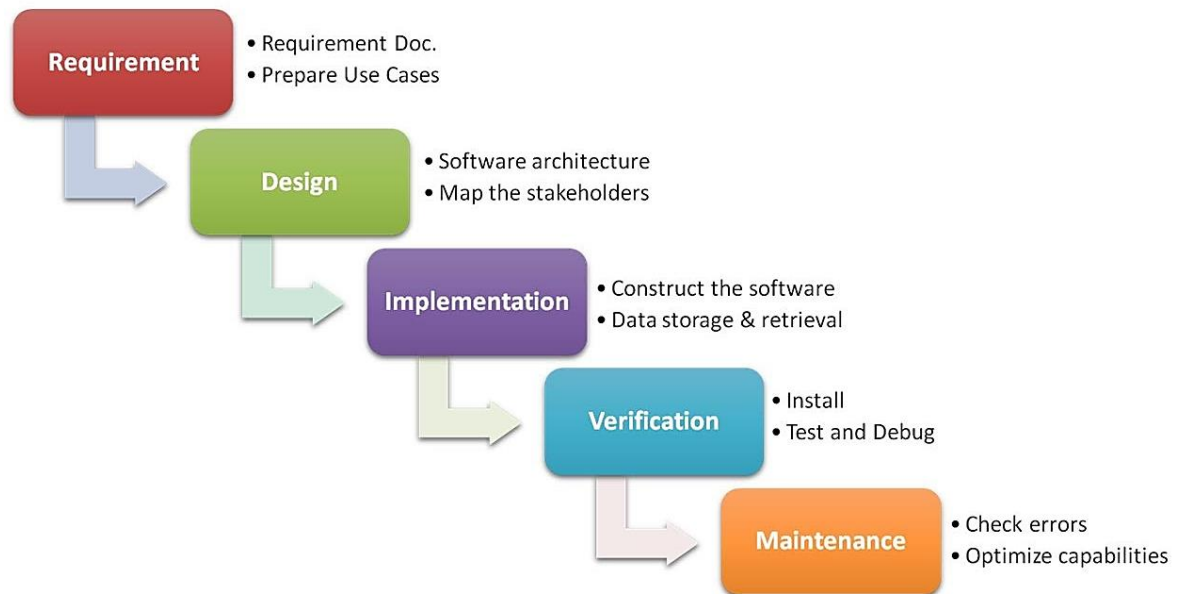 Requirement
• Requirement Doc.
• Prepare Use Cases
Design
• Software architecture
• Map the stakeholders
Implementation
• Construct the software
• Data storage & retrieval
Verification
• Install
• Test and Debug
Maintenance
• Check errors
• Optimize capabilities